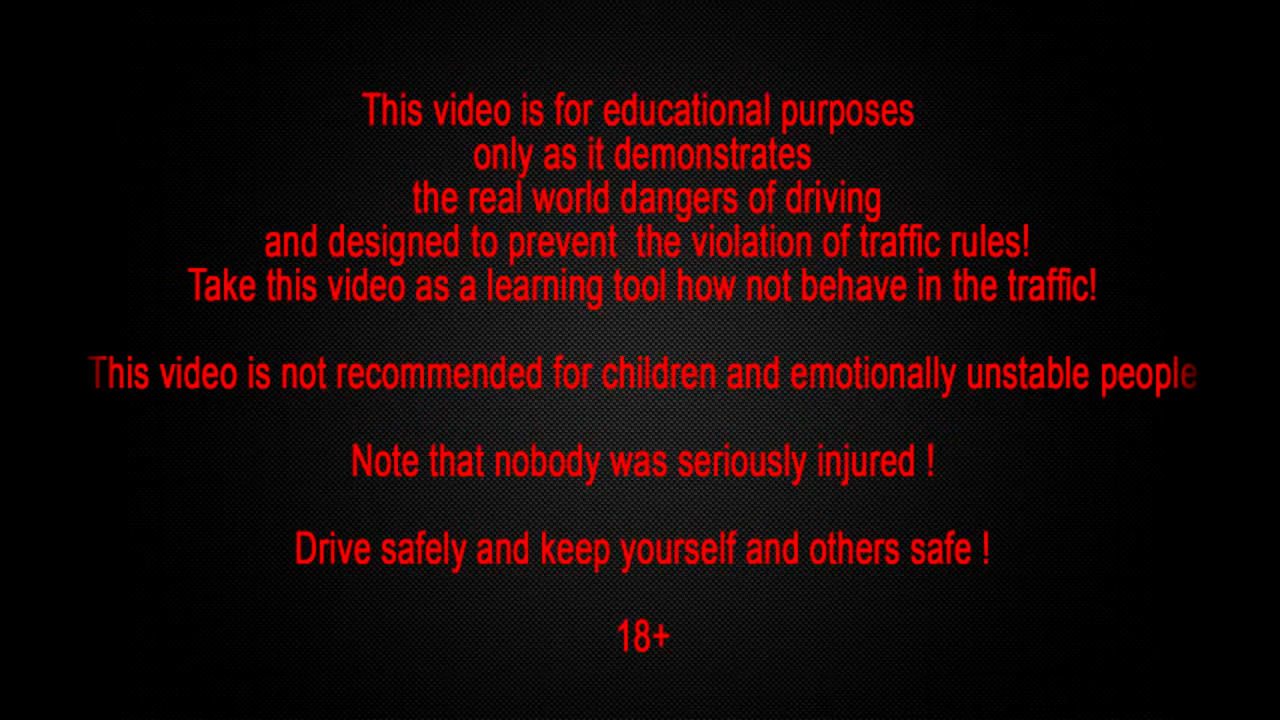 This video is for educational purposes
only as it demonstrates
the real world dangers of driving
and designed to prevent  the violation of traffic rules!
Take this video as a learning tool how not behave in the traffic!
This video is not recommended for children and emotionally unstable people
Note that nobody was seriously injured !
Drive safely and keep yourself and others safe !
18+